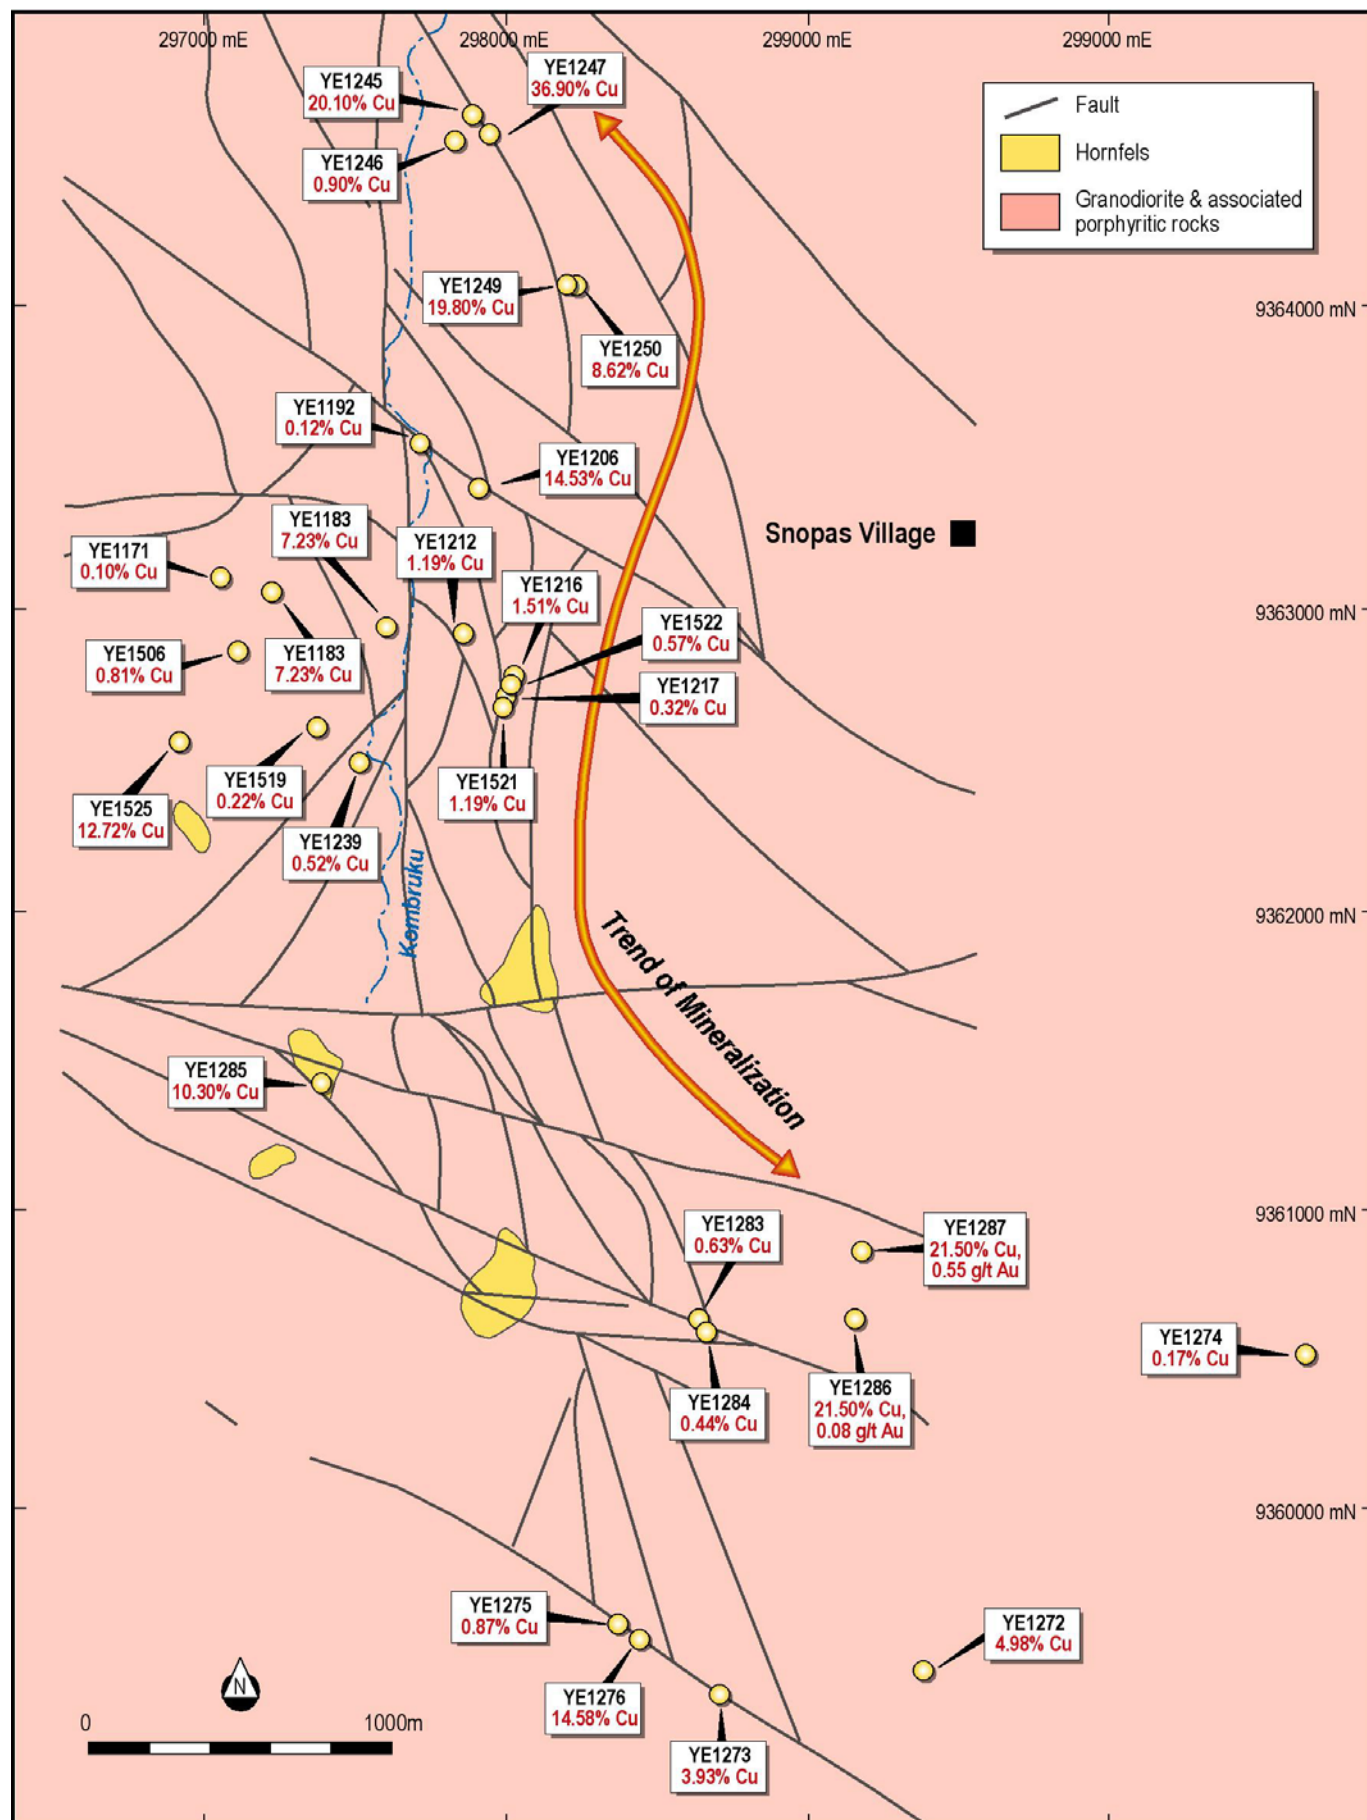 297000 mE
298000 mE
299000 mE
299000 mE
YE1245
20.10% Cu
YE1247
36.90% Cu
YE1246
0.90% Cu
Fault
Hornfels
Granodiorite & associated
porphyritic rocks
YE1249
19.80% Cu
9364000 mN
YE1250
8.62% Cu
YE1192
0.12% Cu
YE1206
14.53% Cu
Snopas Village
YE1183
7.23% Cu
YE1212
1.19% Cu
YE1171
0.10% Cu
YE1216
1.51% Cu
9363000 mN
YE1522
0.57% Cu
YE1506
0.81% Cu
YE1183
7.23% Cu
YE1217
0.32% Cu
YE1525
12.72% Cu
YE1519
0.22% Cu
YE1521
1.19% Cu
YE1239
0.52% Cu
Kombruku
9362000 mN
Trend of Mineralization
YE1285
10.30% Cu
9361000 mN
YE1283
0.63% Cu
YE1287
21.50% Cu,
0.55 g/t Au
YE1274
0.17% Cu
YE1284
0.44% Cu
YE1286
21.50% Cu,
0.08 g/t Au
9360000 mN
YE1275
0.87% Cu
YE1272
4.98% Cu
YE1276
14.58% Cu
N
0
1000m
YE1273
3.93% Cu